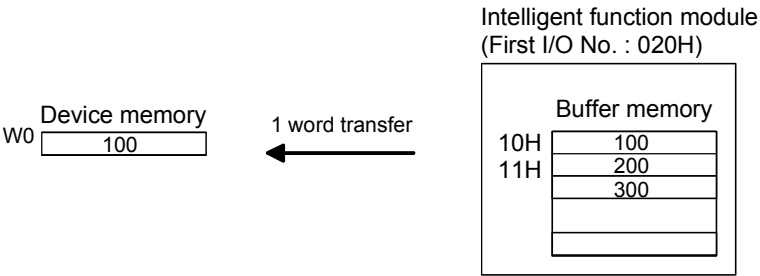 Intelligent function module
(First I/O No. : 020H)
Device memory
W0 100
1 word transfer
Buffer memory
10H 100
11H 200
300